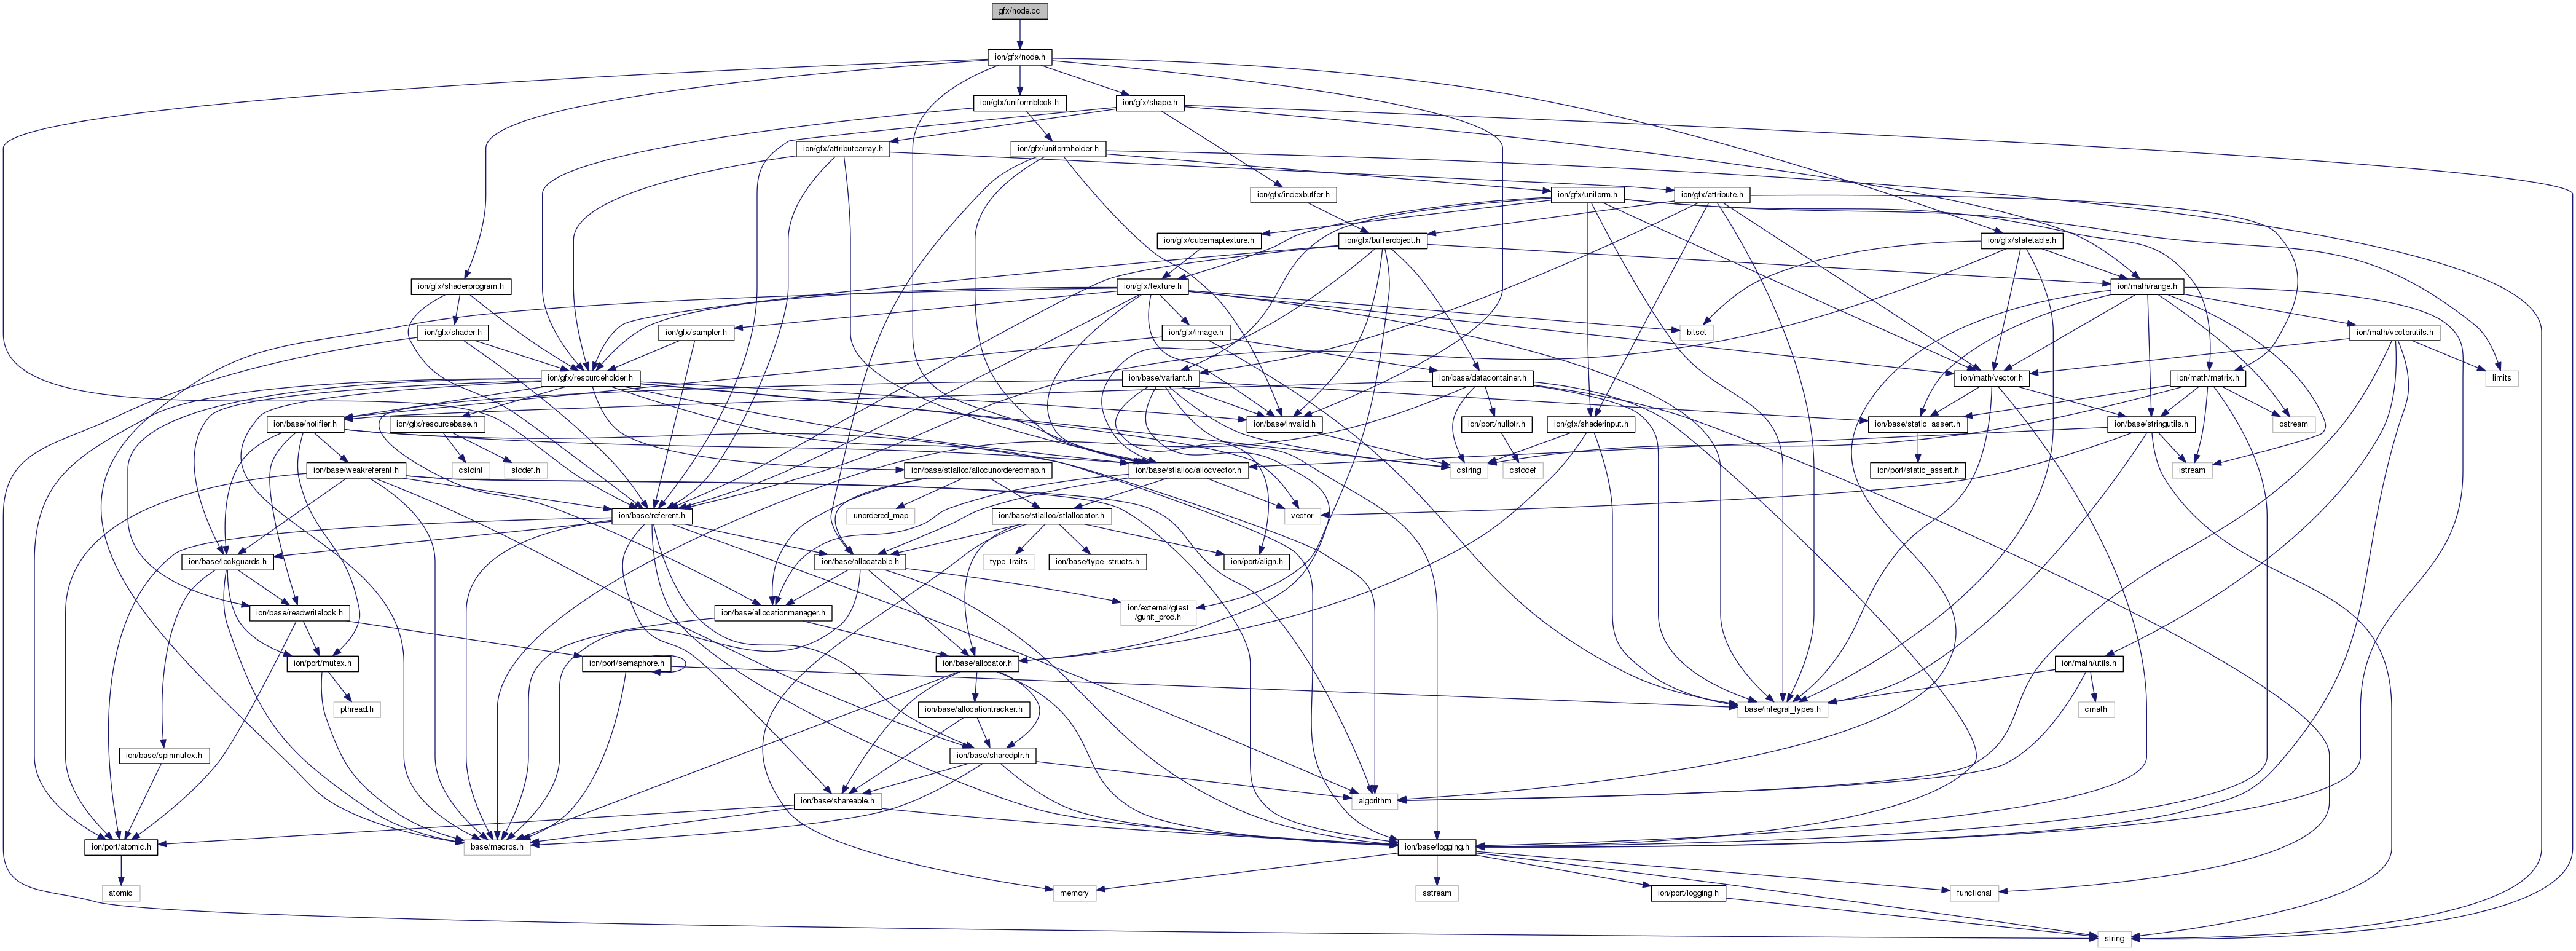 gfx/node.cc
ion/gfx/node.h
ion/gfx/uniformblock.h
ion/gfx/shape.h
ion/gfx/attributearray.h
ion/gfx/uniformholder.h
ion/gfx/indexbuffer.h
ion/gfx/uniform.h
ion/gfx/attribute.h
ion/gfx/cubemaptexture.h
ion/gfx/bufferobject.h
ion/gfx/statetable.h
ion/gfx/shaderprogram.h
ion/gfx/texture.h
ion/math/range.h
ion/gfx/shader.h
ion/gfx/sampler.h
ion/gfx/image.h
bitset
ion/math/vectorutils.h
ion/gfx/resourceholder.h
ion/base/variant.h
ion/base/datacontainer.h
ion/math/vector.h
ion/math/matrix.h
limits
ion/base/notifier.h
ion/gfx/resourcebase.h
ion/base/invalid.h
ion/port/nullptr.h
ion/gfx/shaderinput.h
ion/base/static_assert.h
ion/base/stringutils.h
ostream
ion/base/weakreferent.h
cstdint
stddef.h
ion/base/stlalloc/allocunorderedmap.h
ion/base/stlalloc/allocvector.h
cstring
cstddef
ion/port/static_assert.h
istream
ion/base/referent.h
unordered_map
ion/base/stlalloc/stlallocator.h
vector
ion/base/lockguards.h
ion/base/allocatable.h
type_traits
ion/base/type_structs.h
ion/port/align.h
ion/base/readwritelock.h
ion/base/allocationmanager.h
ion/external/gtest
/gunit_prod.h
ion/port/mutex.h
ion/port/semaphore.h
ion/base/allocator.h
ion/math/utils.h
pthread.h
ion/base/allocationtracker.h
base/integral_types.h
cmath
ion/base/spinmutex.h
ion/base/sharedptr.h
ion/base/shareable.h
algorithm
ion/port/atomic.h
base/macros.h
ion/base/logging.h
atomic
memory
sstream
ion/port/logging.h
functional
string